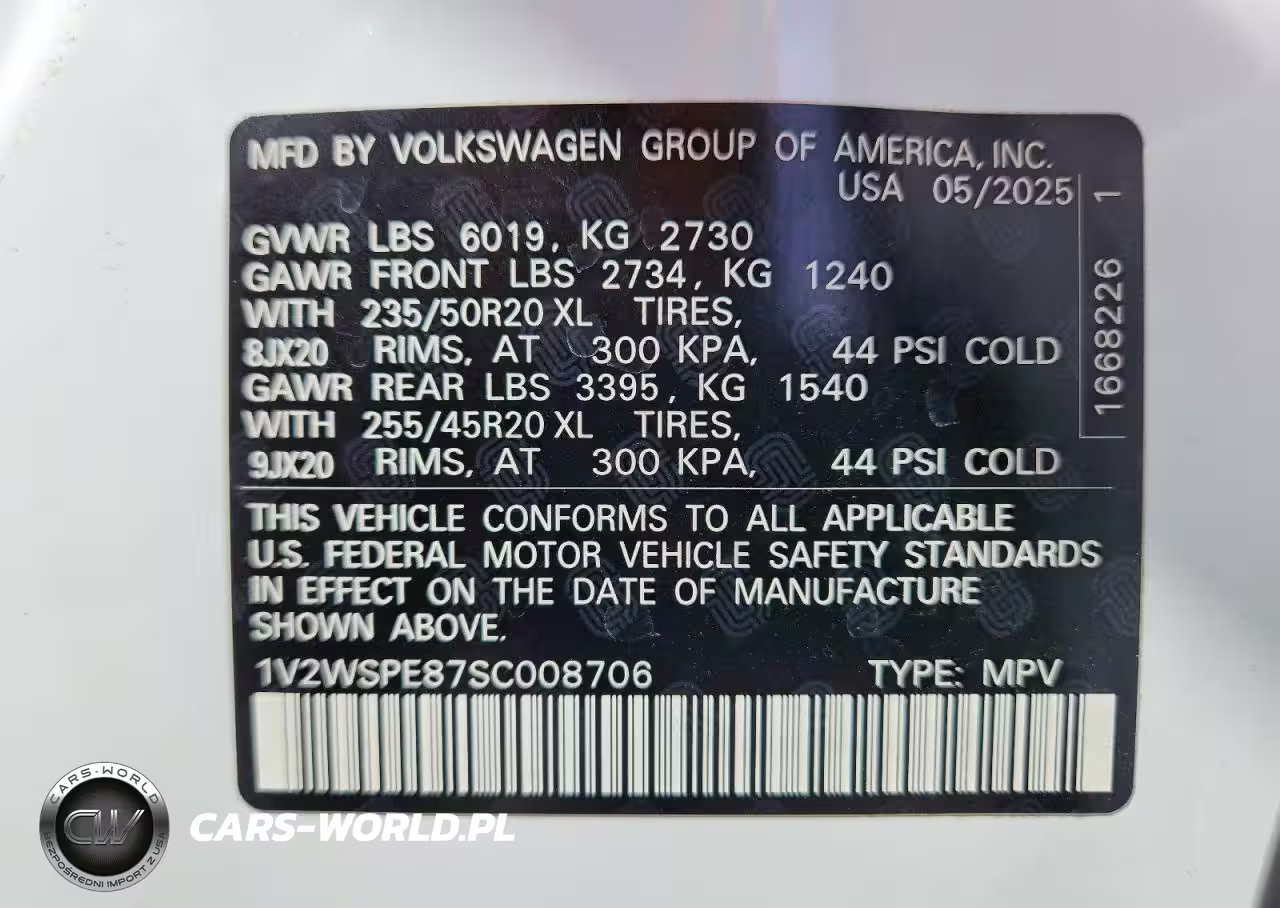 MFD BY VOLKSWAGEN GROUP OF AMERICA, INC.
USA 05/2025
GVWR LBS 6019, KG 2730
GAWR FRONT LBS 2734, KG 1240
WITH 235/50R20 XL TIRES,
8JX20 RIMS, AT 300 KPA, 44 PSI COLD
GAWR REAR LBS 3395, KG 1540
WITH 255/45R20 XL TIRES,
9JX20 RIMS, AT 300 KPA, 44 PSI COLD
1668226 1
THIS VEHICLE CONFORMS TO ALL APPLICABLE
U.S. FEDERAL MOTOR VEHICLE SAFETY STANDARDS
IN EFFECT ON THE DATE OF MANUFACTURE
SHOWN ABOVE.
1V2WSPE87SC008706 TYPE: MPV
CARS-WORLD
CW
BEZPOŚREDNI IMPORT Z USA
CARS-WORLD.PL